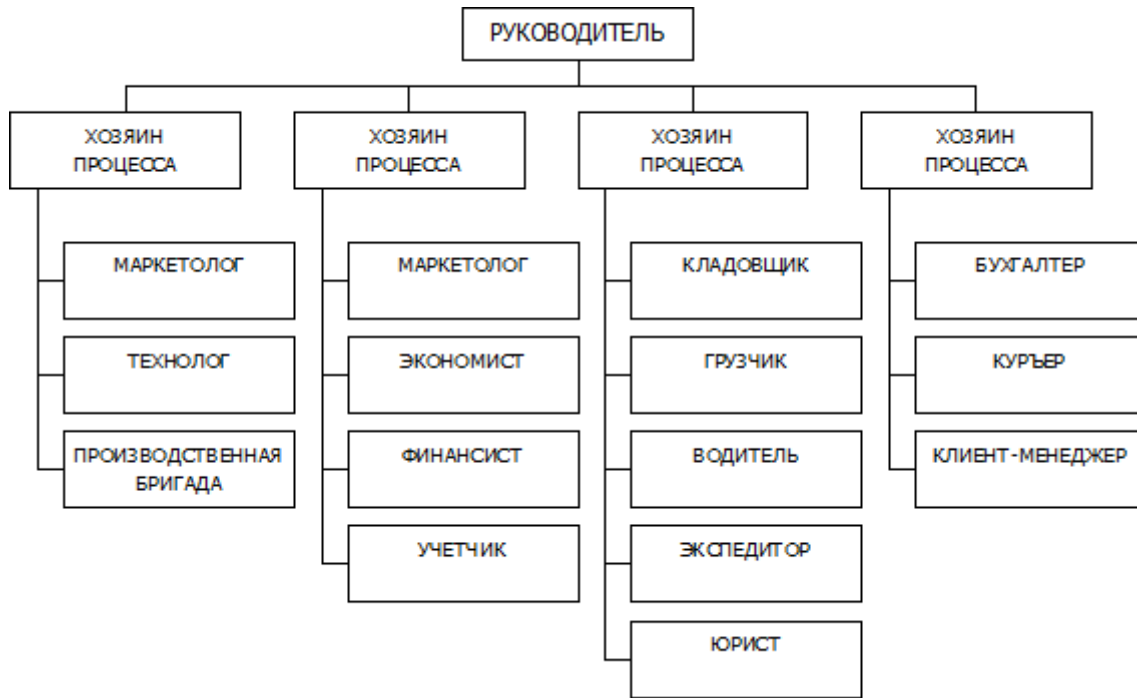 РУКОВОДИТЕЛЬ
ХОЗЯИН
ПРОЦЕССА
ХОЗЯИН
ПРОЦЕССА
ХОЗЯИН
ПРОЦЕССА
ХОЗЯИН
ПРОЦЕССА
МАРКЕТОЛОГ
ТЕХНОЛОГ
ПРОИЗВОДСТВЕННАЯ
БРИГАДА
МАРКЕТОЛОГ
ЭКОНОМИСТ
ФИНАНСИСТ
УЧЕТЧИК
КЛАДОВЩИК
ГРУЗЧИК
ВОДИТЕЛЬ
ЭКСПЕДИТОР
ЮРИСТ
БУХГАЛТЕР
КУРЪЕР
КЛИЕНТ-МЕНЕДЖЕР